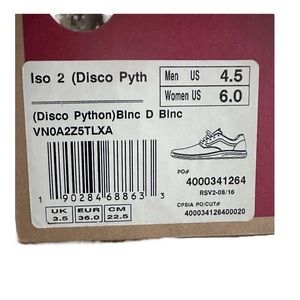 Iso 2 (Disco Pyth
Men US 4.5
Women US 6.0
(Disco Python)Blnc D Blnc
VN0A2Z5TLXA
1 90284 68863 3
PO#
4000341264
RSV2-08/16
CPSIA PO/CUT#
400034126400020
UK EUR CM
3.5 36.0 22.5